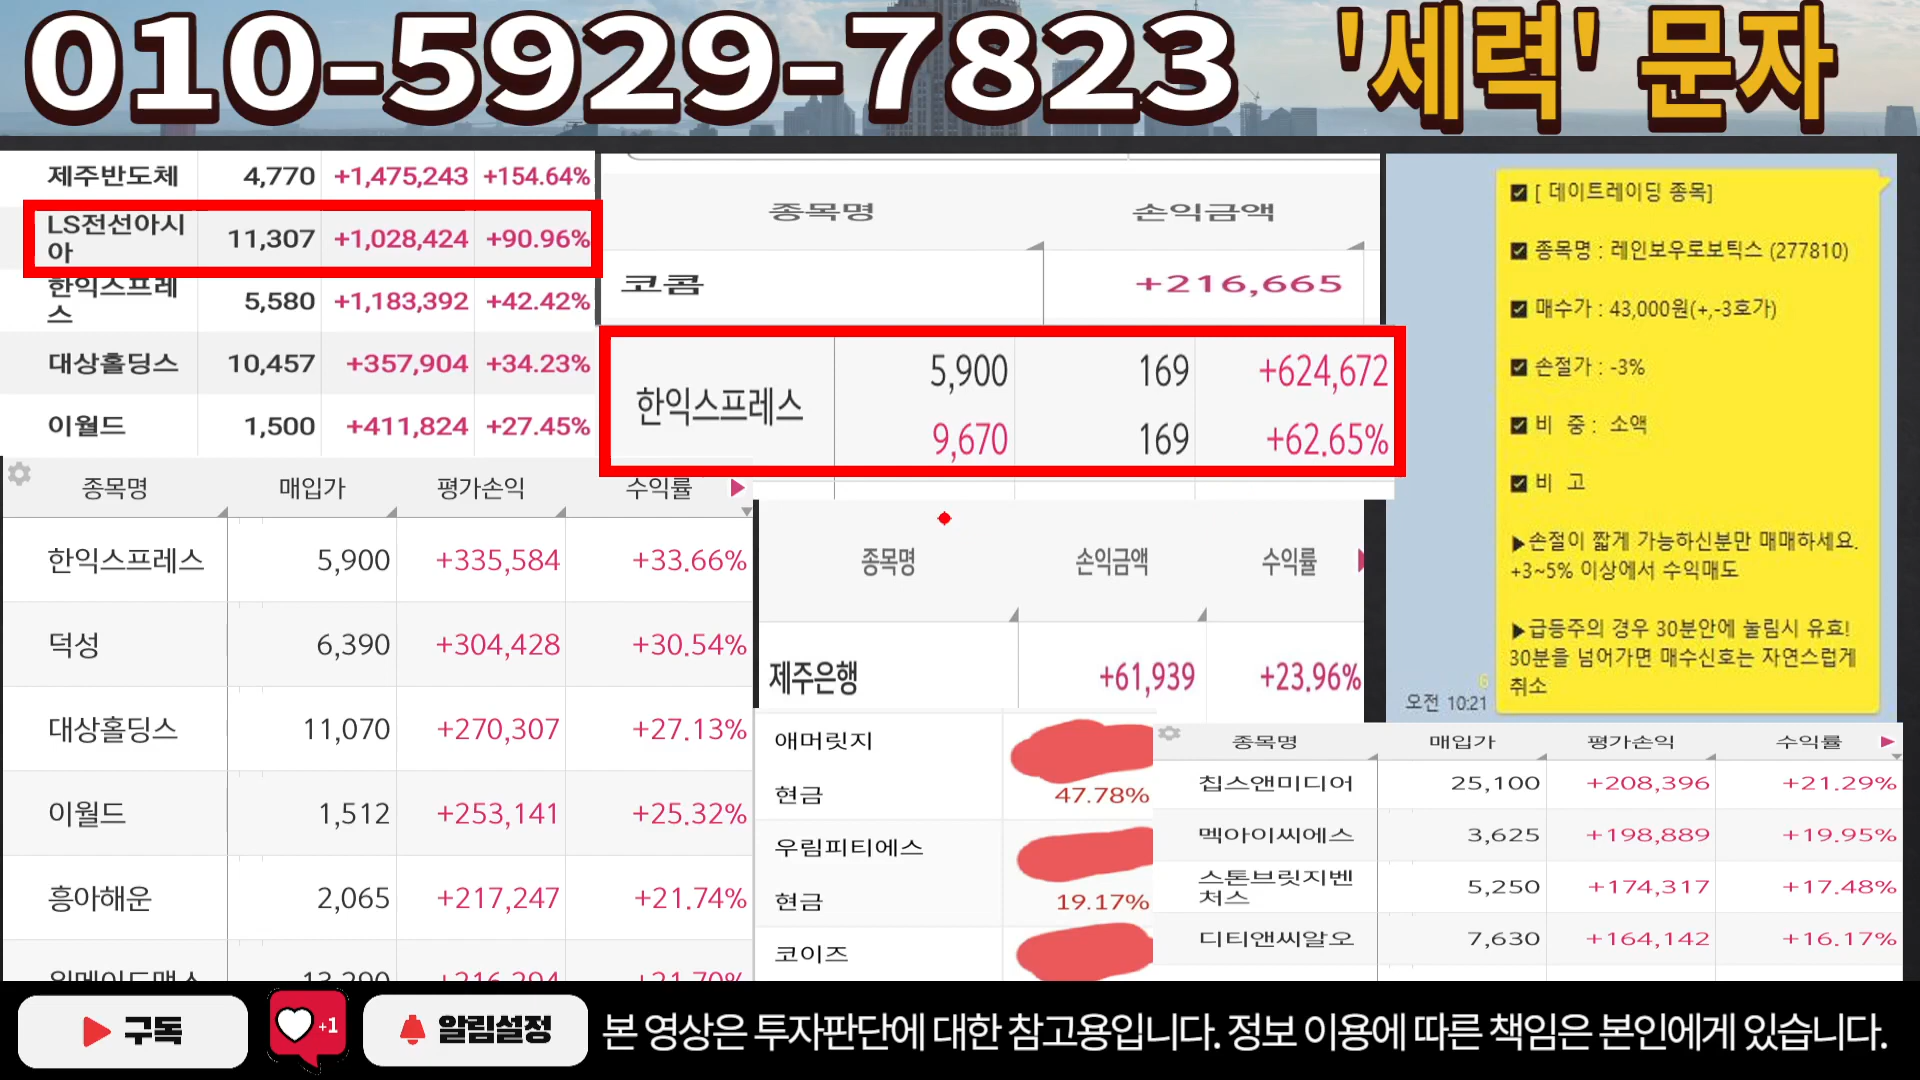 010-5929-7823 '세력' 문자
제주반도체 4,770 +1,475,243 +154.64%
LS전선아시아 11,307 +1,028,424 +90.96%
한익스프레스 5,580 +1,183,392 +42.42%
대상홀딩스 10,457 +357,904 +34.23%
이월드 1,500 +411,824 +27.45%
종목명 손익금액
코콤 +216,665
한익스프레스 5,900 169 +624,672
9,670 169 +62.65%
☑ [ 데이트레이딩 종목]
☑ 종목명 : 레인보우로보틱스 (277810)
☑ 매수가 : 43,000원(+,-3호가)
☑ 손절가 : -3%
☑ 비 중 : 소액
☑ 비 고
▶손절이 짧게 가능하신분만 매매하세요.
+3~5% 이상에서 수익매도
▶급등주의 경우 30분안에 눌림시 유효!
30분을 넘어가면 매수신호는 자연스럽게
취소
6
오전 10:21
종목명 매입가 평가손익 수익률
한익스프레스 5,900 +335,584 +33.66%
덕성 6,390 +304,428 +30.54%
대상홀딩스 11,070 +270,307 +27.13%
이월드 1,512 +253,141 +25.32%
흥아해운 2,065 +217,247 +21.74%
종목명 손익금액 수익률
제주은행 +61,939 +23.96%
애머릿지
현금 47.78%
우림피티에스
현금 19.17%
코이즈
종목명 매입가 평가손익 수익률
칩스앤미디어 25,100 +208,396 +21.29%
멕아이씨에스 3,625 +198,889 +19.95%
스톤브릿지벤처스 5,250 +174,317 +17.48%
디티앤씨알오 7,630 +164,142 +16.17%
구독 +1 알림설정 본 영상은 투자판단에 대한 참고용입니다. 정보 이용에 따른 책임은 본인에게 있습니다.